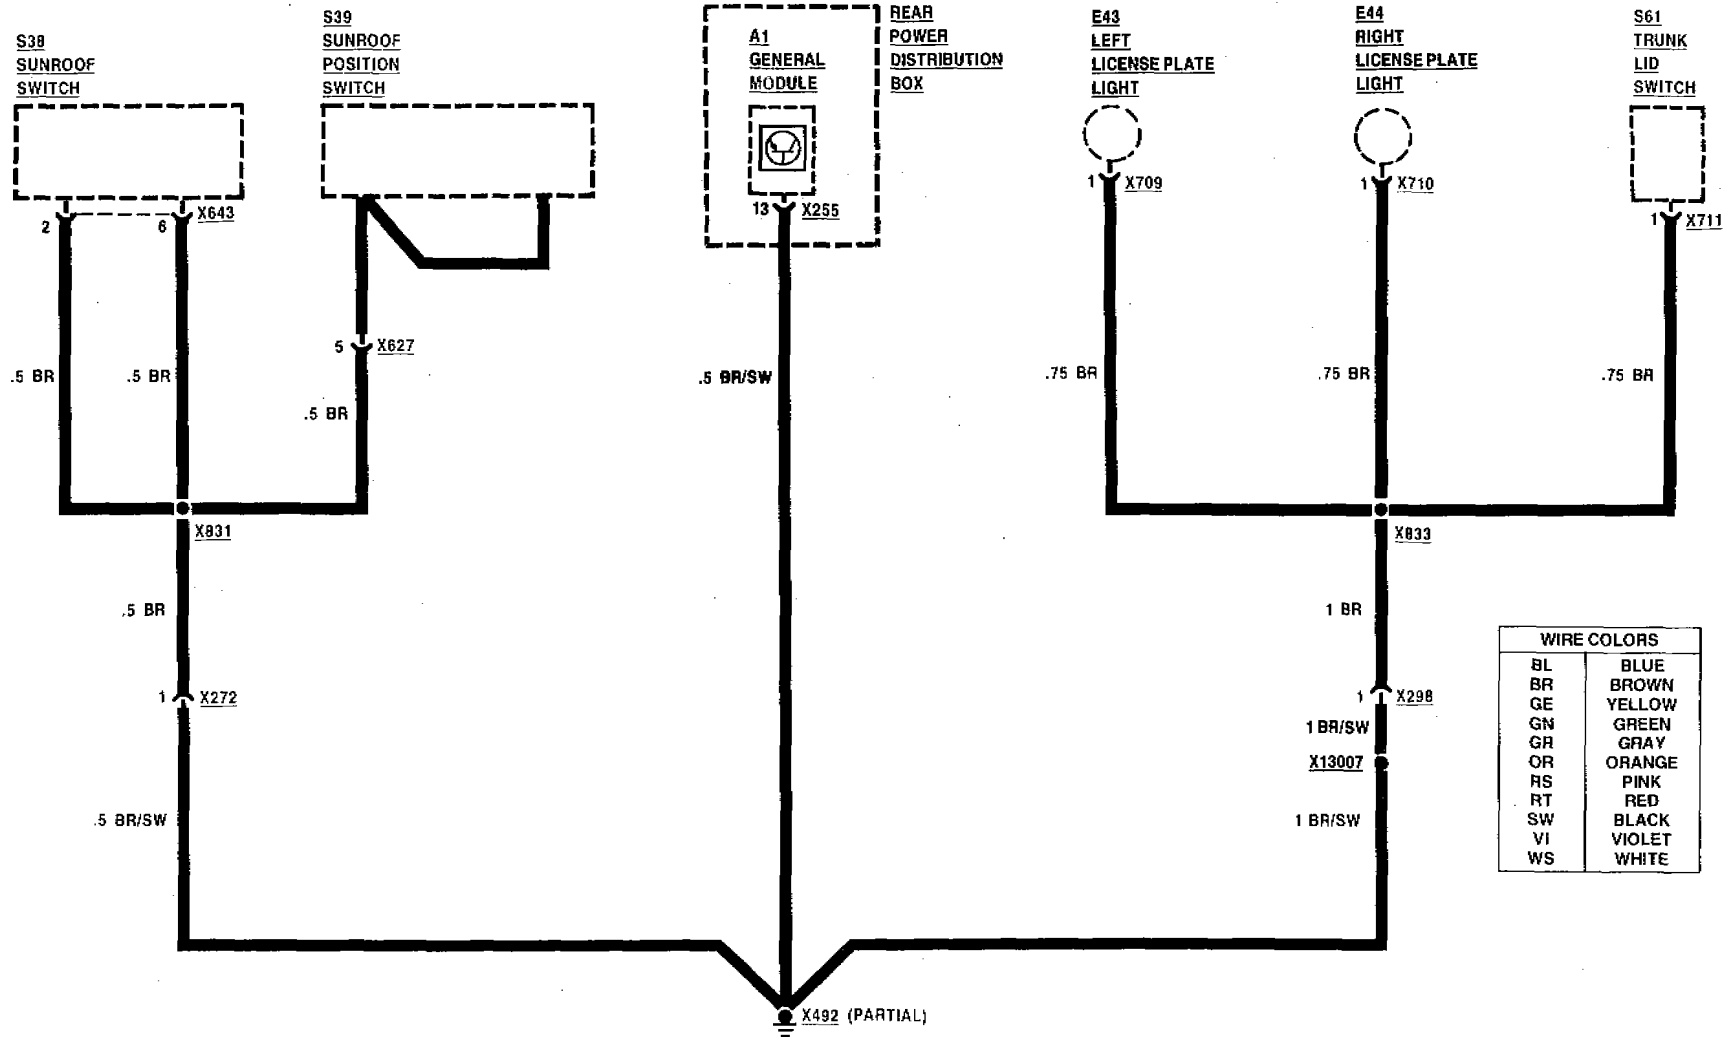 S38
SUNROOF
SWITCH
S39
SUNROOF
POSITION
SWITCH
A1
GENERAL
MODULE
REAR
POWER
DISTRIBUTION
BOX
E43
LEFT
LICENSE PLATE
LIGHT
E44
RIGHT
LICENSE PLATE
LIGHT
S61
TRUNK
LID
SWITCH
2
6
X643
13
X255
1
X709
1
X710
1
X711
5
X627
.5 BR
.5 BR
.5 BR
.5 BR/SW
.75 BR
.75 BR
.75 BR
X831
X833
.5 BR
1 BR
1
X272
1
X298
1 BR/SW
X13007
.5 BR/SW
1 BR/SW
WIRE COLORS
BL BLUE
BR BROWN
GE YELLOW
GN GREEN
GR GRAY
OR ORANGE
RS PINK
RT RED
SW BLACK
VI VIOLET
WS WHITE
X492 (PARTIAL)